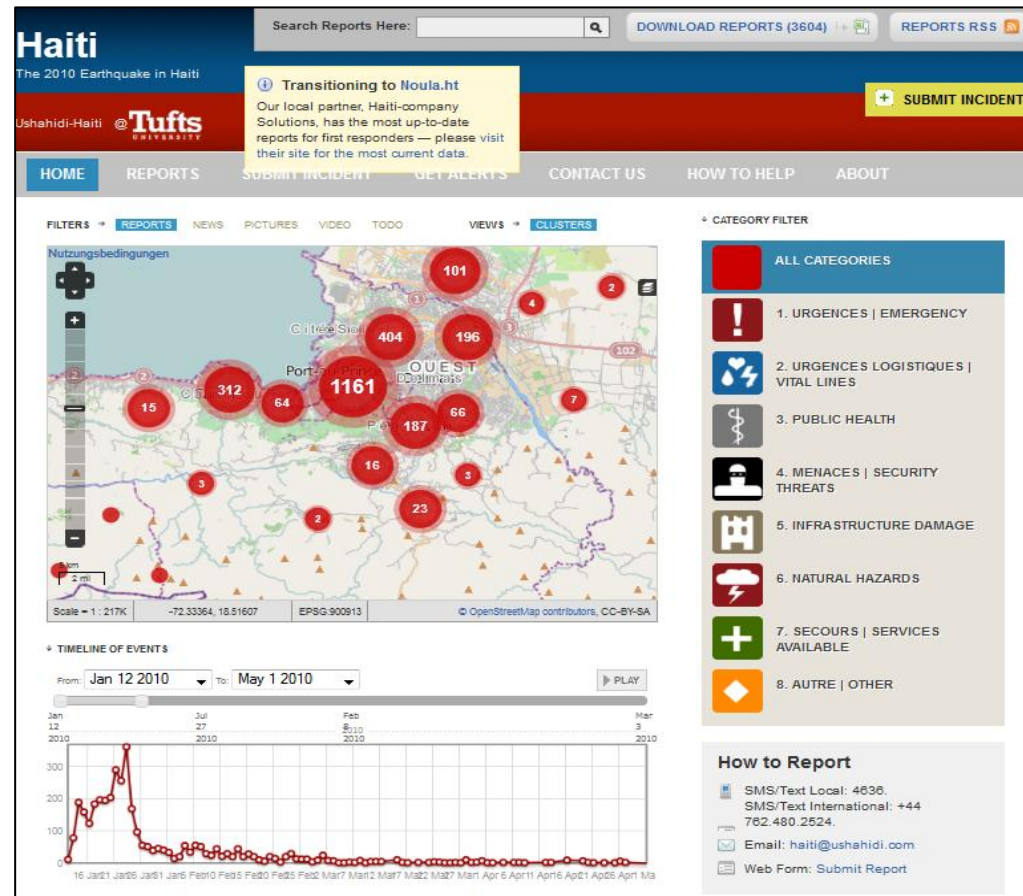 Search Reports Here:
DOWNLOAD REPORTS (3604)
REPORTS RSS
Haiti
The 2010 Earthquake in Haiti
Transitioning to Noula.ht
Our local partner, Haiti-company
Solutions, has the most up-to-date
reports for first responders — please visit
their site for the most current data.
SUBMIT INCIDENT
Ushahidi-Haiti @Tufts
UNIVERSITY
HOME REPORTS SUBMIT INCIDENT GET ALERTS CONTACT US HOW TO HELP ABOUT
FILTERS REPORTS NEWS PICTURES VIDEO TODO VIEWS CLUSTERS
CATEGORY FILTER
Nutzungsbedingungen
101
2
4
404
196
102
Port-
OUEST
1161
312
64
15
7
66
187
16
3
3
23
2
5 km
2 mi
Scale = 1 : 217K
-72.33364, 18.51607
EPSG:900913
© OpenStreetMap contributors, CC-BY-SA
ALL CATEGORIES
1. URGENCES | EMERGENCY
2. URGENCES LOGISTIQUES |
VITAL LINES
3. PUBLIC HEALTH
4. MENACES | SECURITY
THREATS
5. INFRASTRUCTURE DAMAGE
6. NATURAL HAZARDS
7. SECOURS | SERVICES
AVAILABLE
8. AUTRE | OTHER
TIMELINE OF EVENTS
From: Jan 12 2010 To: May 1 2010
PLAY
Jan
12
2010
Jul
27
2010
Feb
2010
Mar
3
2010
300
200
100
0
How to Report
SMS/Text Local: 4636.
SMS/Text International: +44
762.480.2524.
Email: haiti@ushahidi.com
Web Form: Submit Report